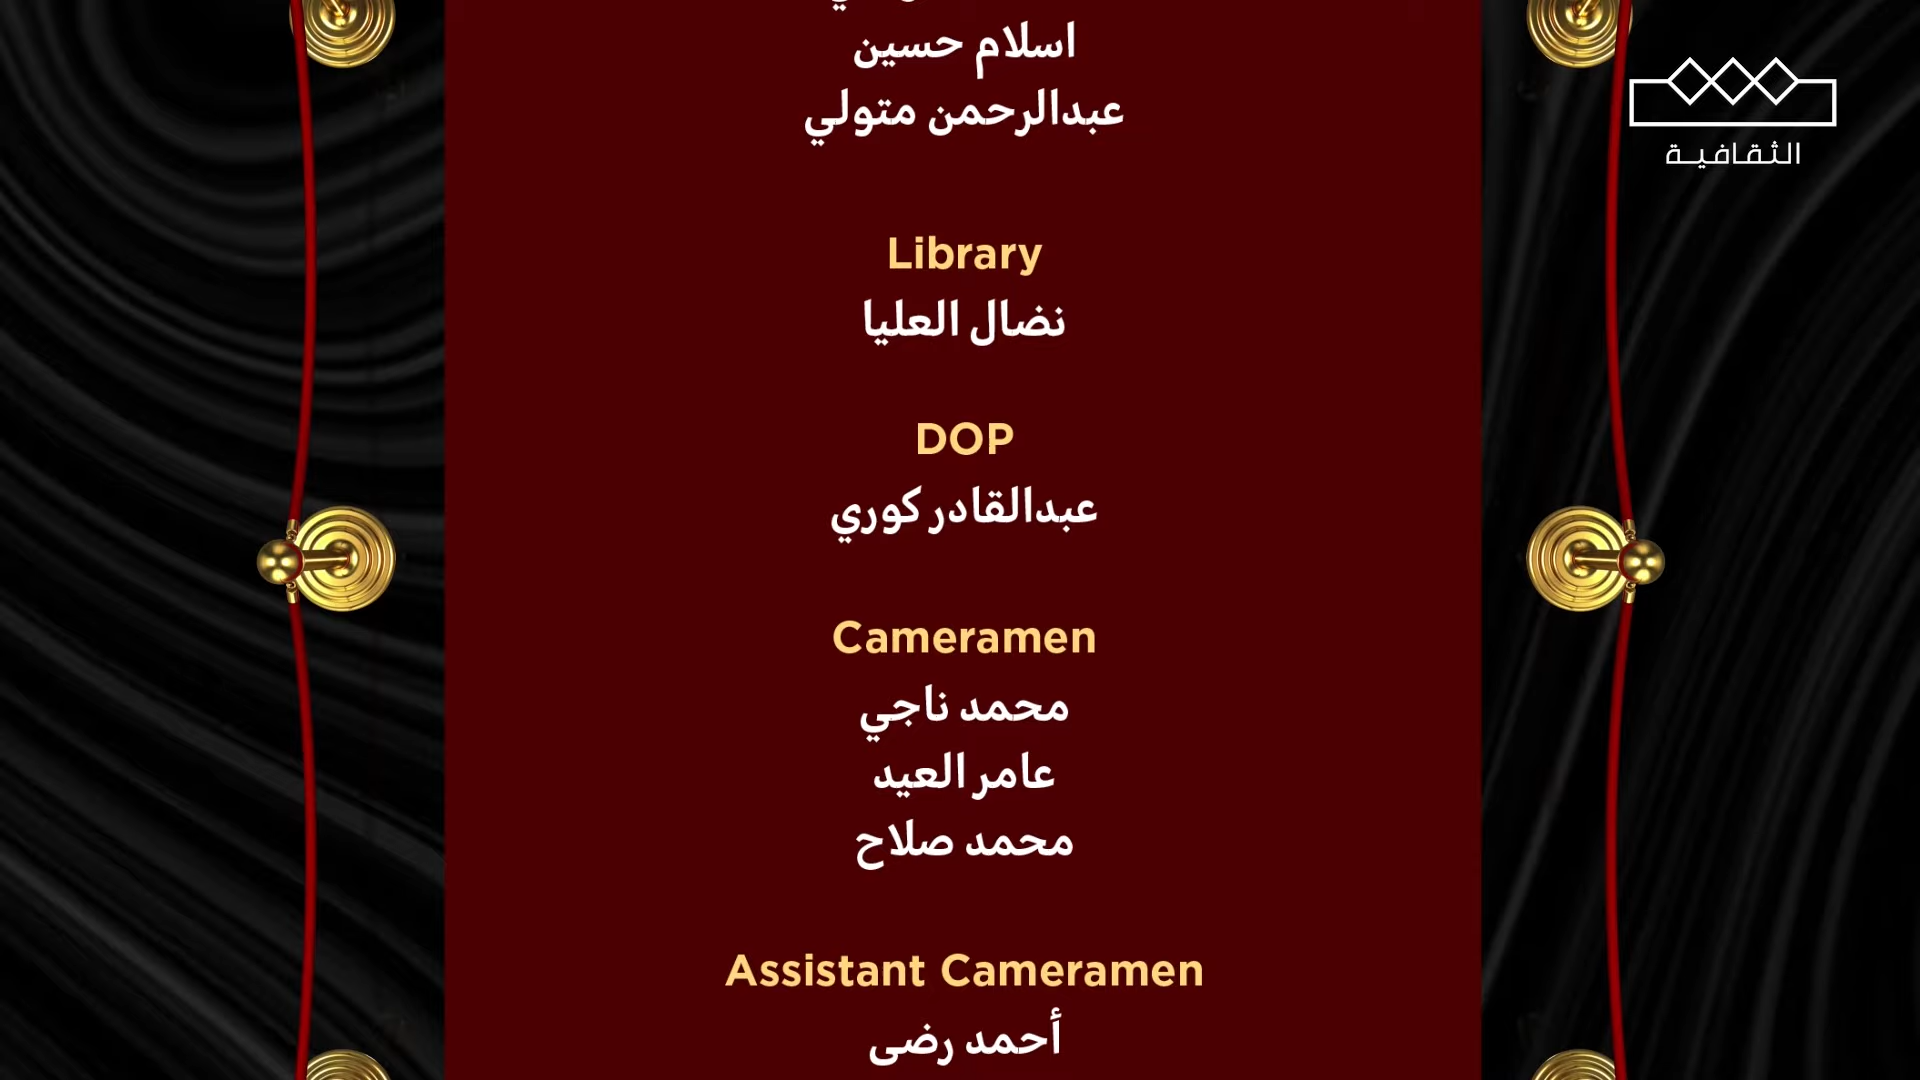 اسلام حسين
عبدالرحمن متولي
الثقافية
Library
نضال العليا
DOP
عبدالقادر كوري
Cameramen
محمد ناجي
عامر العيد
محمد صلاح
Assistant Cameramen
أحمد رضى